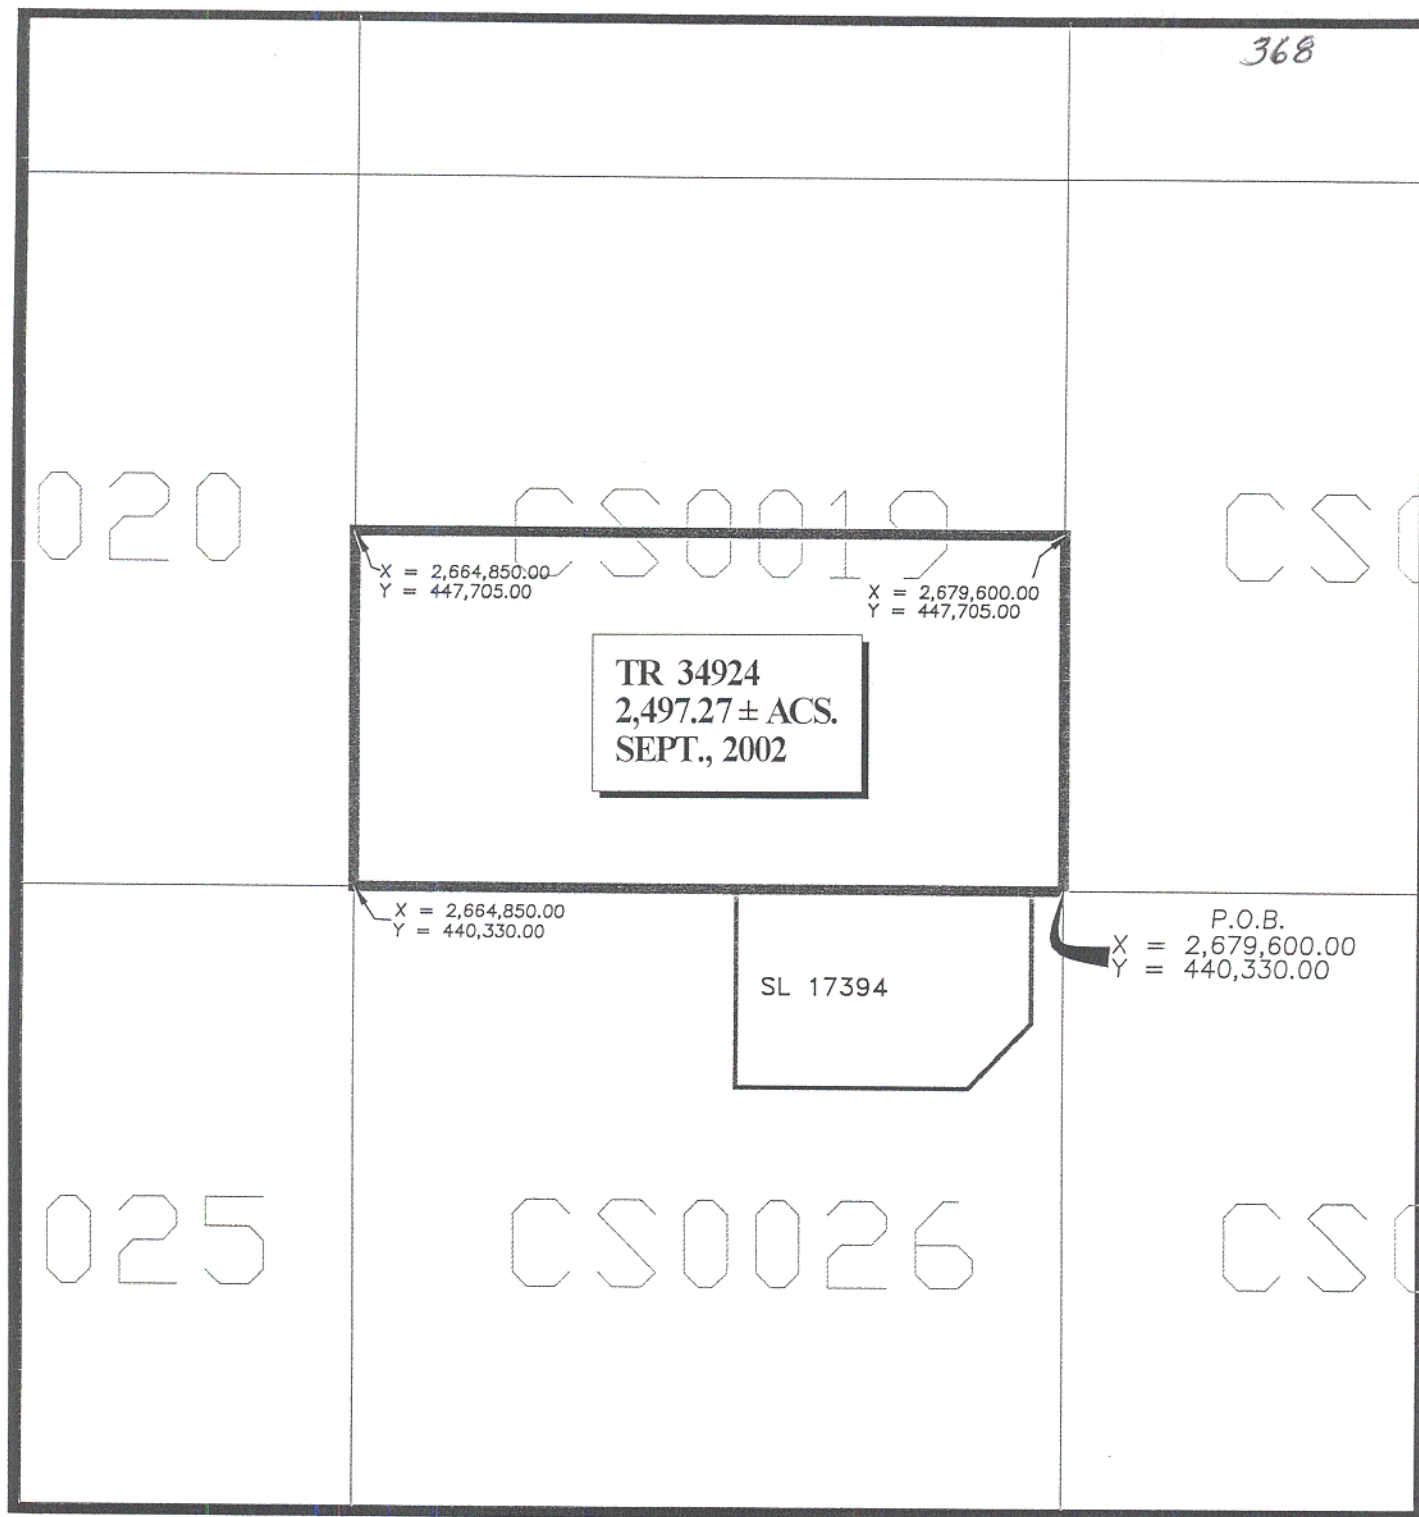 368
020
CS0019
CS0
X = 2,664,850.00
Y = 447,705.00
X = 2,679,600.00
Y = 447,705.00
TR 34924
2,497.27 ± ACS.
SEPT., 2002
X = 2,664,850.00
Y = 440,330.00
P.O.B.
X = 2,679,600.00
Y = 440,330.00
SL 17394
025
CS0026
CS0